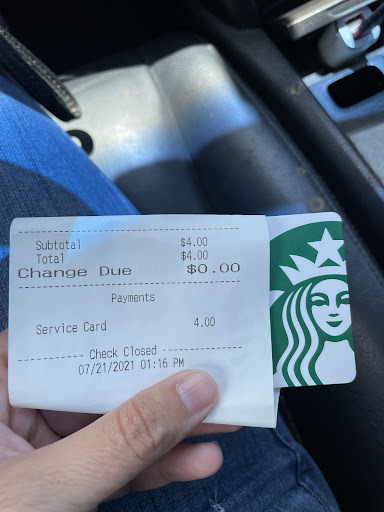 Subtotal $4.00
Total $4.00
Change Due $0.00
Payments
Service Card 4.00
Check Closed
07/21/2021 01:16 PM